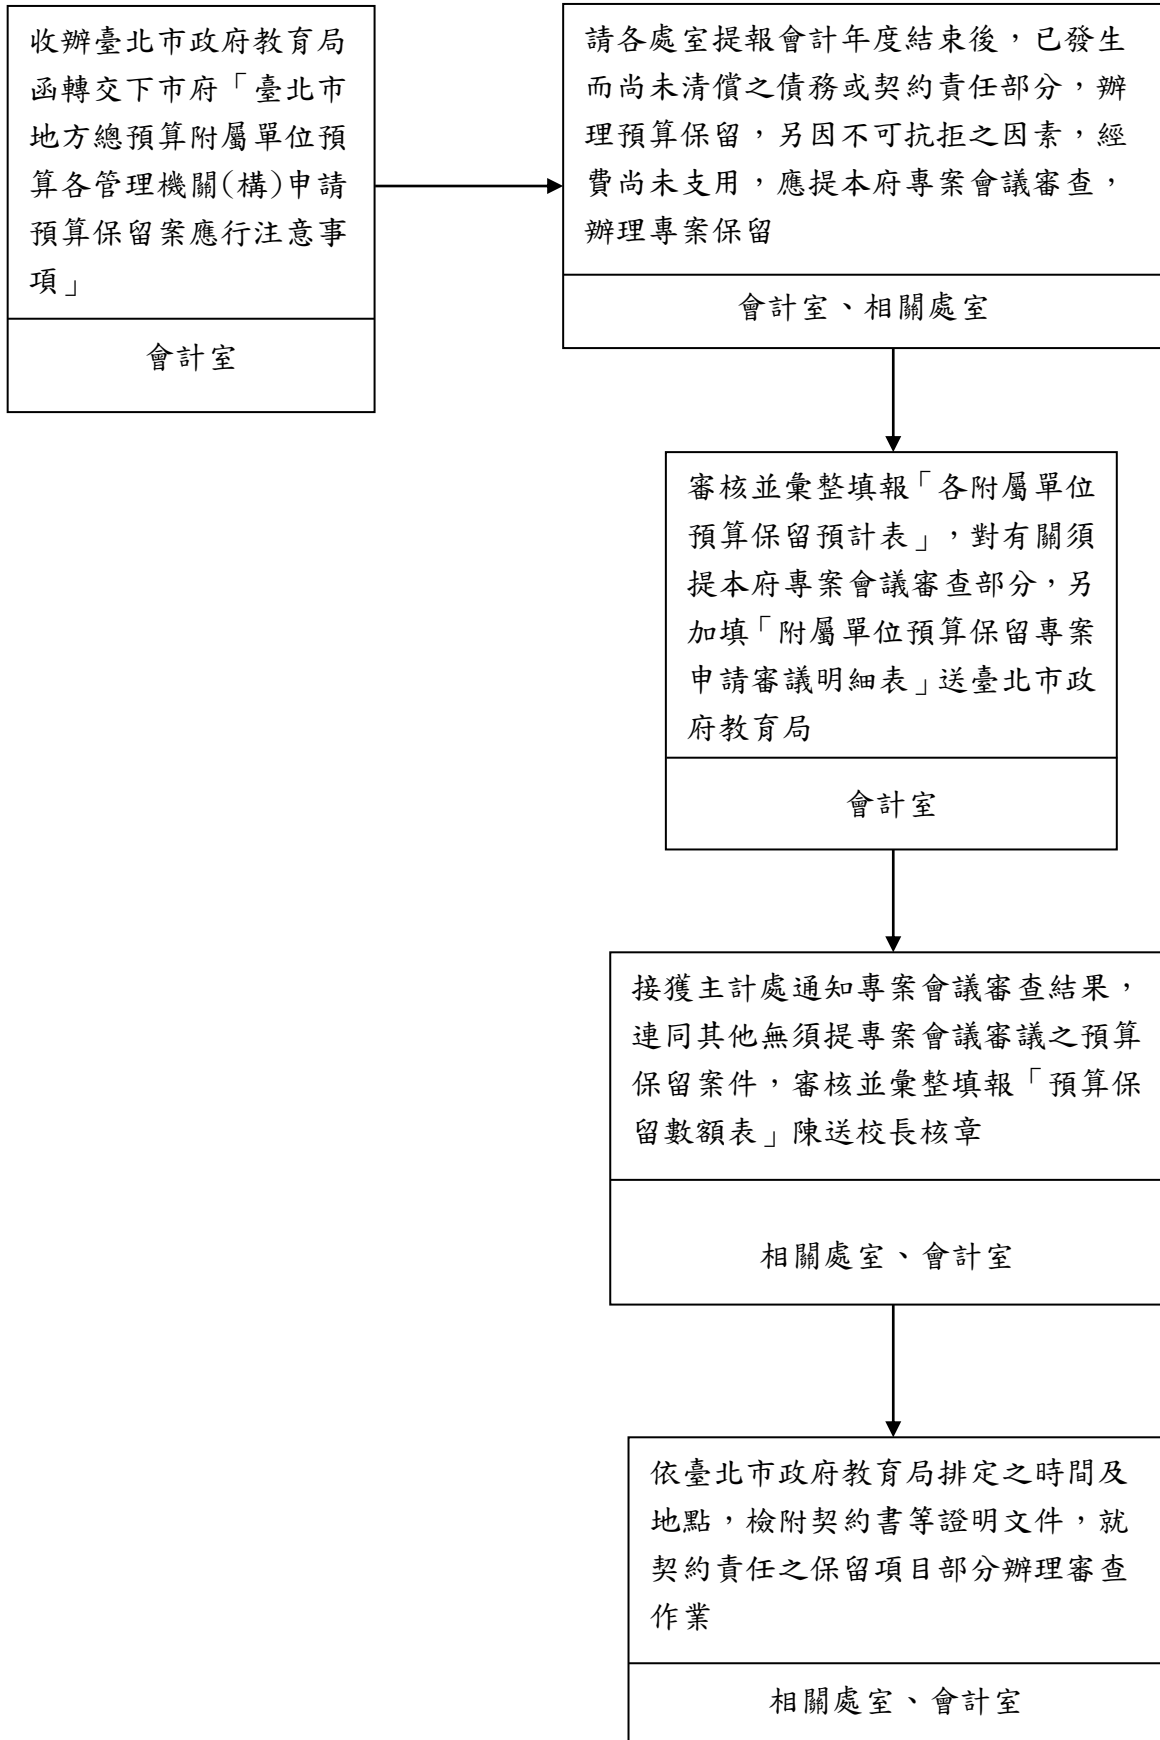 收辦臺北市政府教育局
函轉交下市府「臺北市
地方總預算附屬單位預
算各管理機關(構)申請
預算保留案應行注意事
項」
會計室
請各處室提報會計年度結束後，已發生
而尚未清償之債務或契約責任部分，辦
理預算保留，另因不可抗拒之因素，經
費尚未支用，應提本府專案會議審查，
辦理專案保留
會計室、相關處室
審核並彙整填報「各附屬單位
預算保留預計表」，對有關須
提本府專案會議審查部分，另
加填「附屬單位預算保留專案
申請審議明細表」送臺北市政
府教育局
會計室
接獲主計處通知專案會議審查結果，
連同其他無須提專案會議審議之預算
保留案件，審核並彙整填報「預算保
留數額表」陳送校長核章
相關處室、會計室
依臺北市政府教育局排定之時間及
地點，檢附契約書等證明文件，就
契約責任之保留項目部分辦理審查
作業
相關處室、會計室